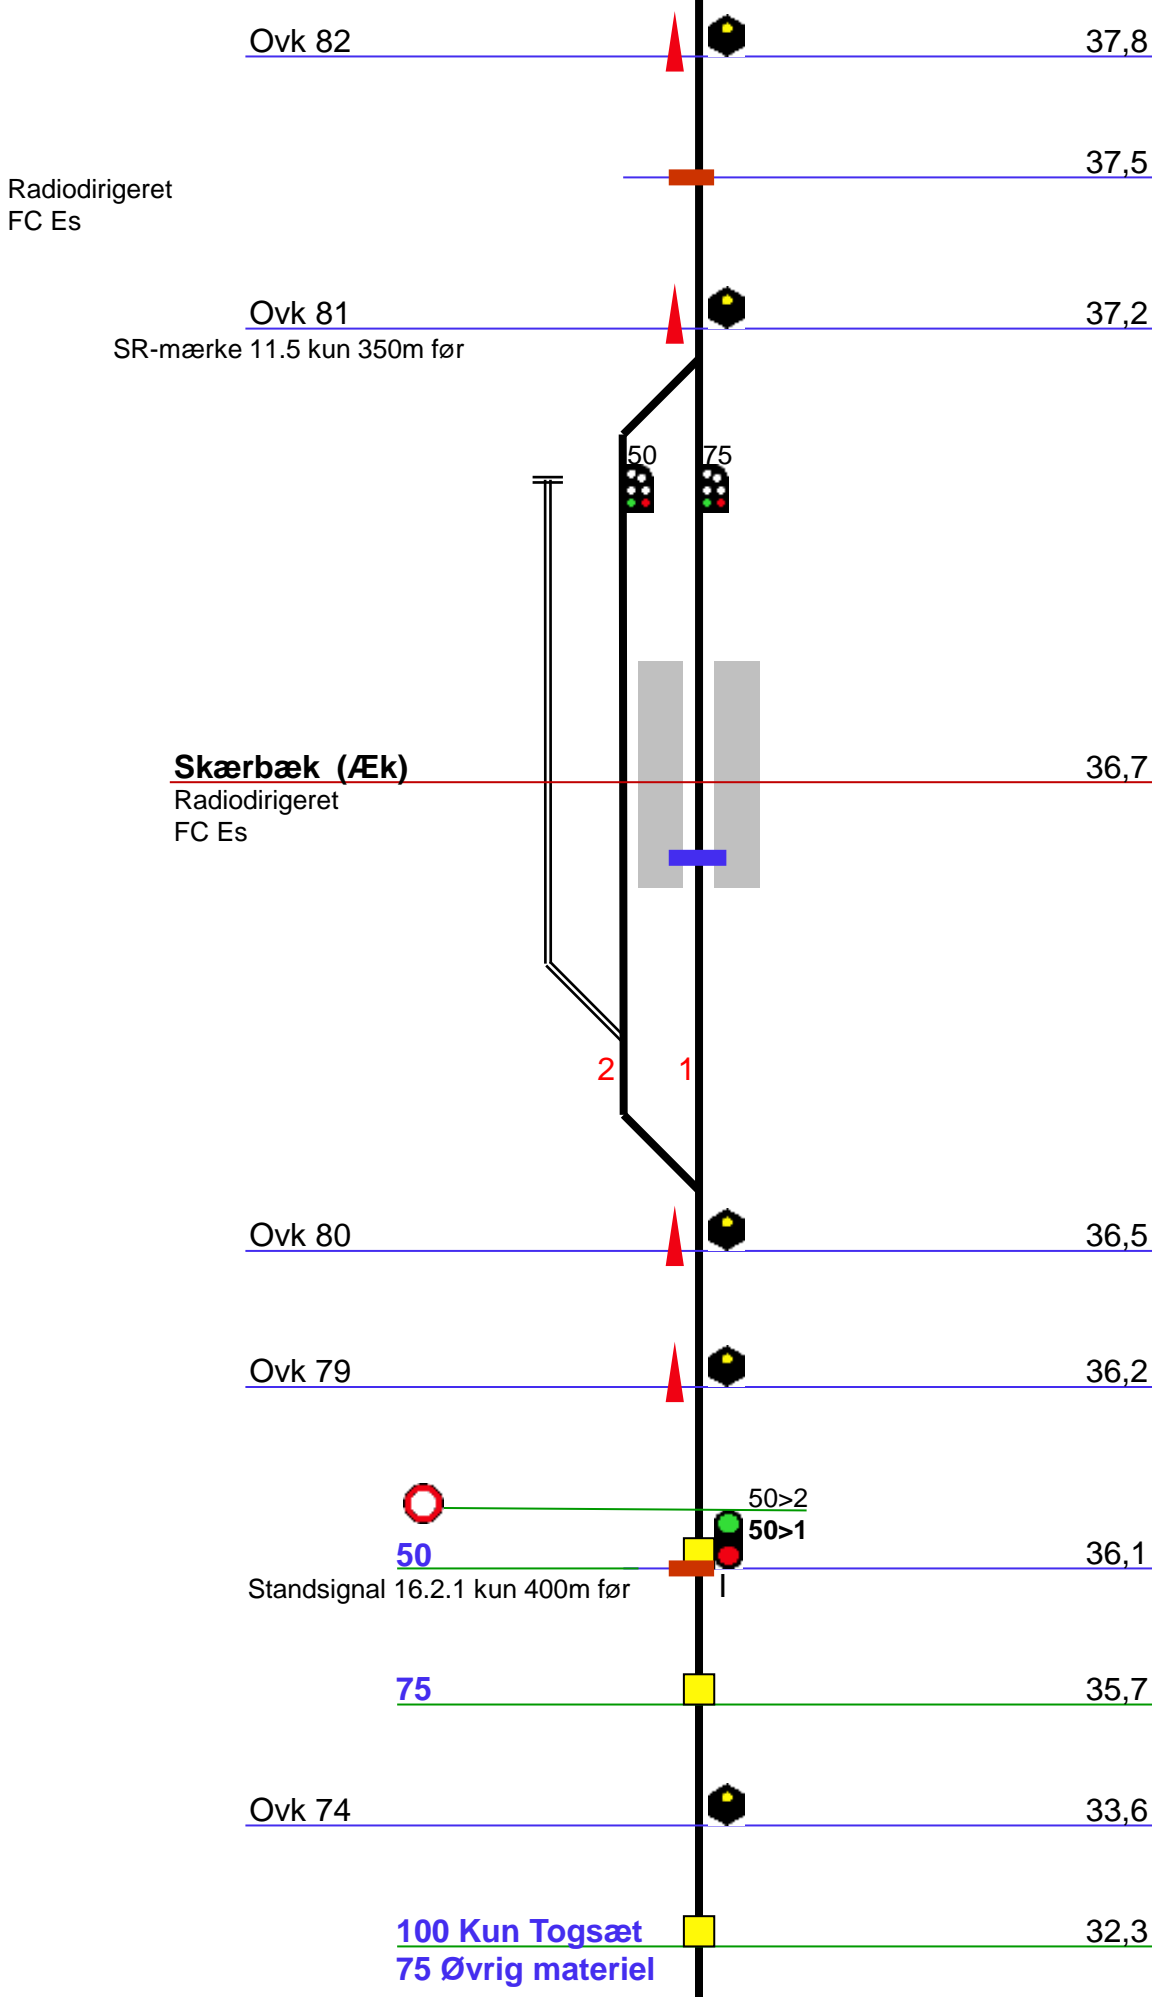 Ovk 82 37,8
37,5
Radiodirigeret
FC Es
Ovk 81 37,2
SR-mærke 11.5 kun 350m før
50 75
Skærbæk (Æk) 36,7
Radiodirigeret
FC Es
2 1
Ovk 80 36,5
Ovk 79 36,2
50>2
50>1
50 36,1
Standsignal 16.2.1 kun 400m før I
75 35,7
Ovk 74 33,6
100 Kun Togsæt 32,3
75 Øvrig materiel